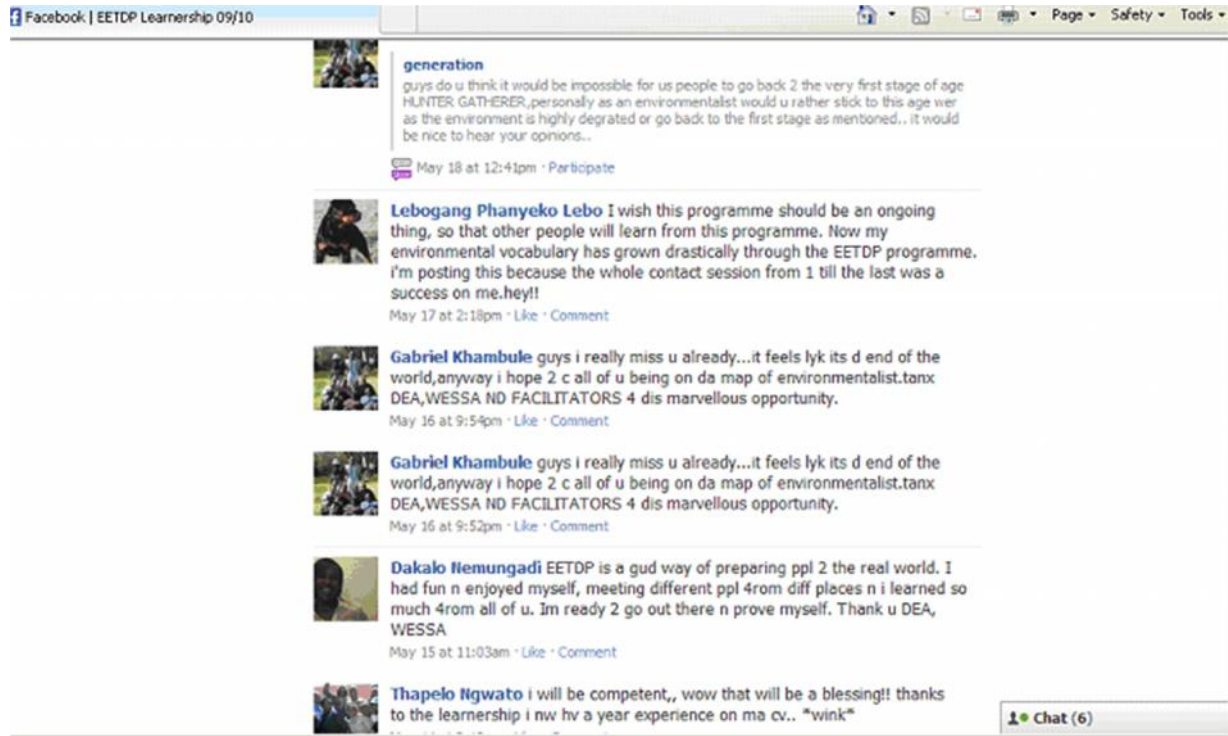 Facebook | EETDP Learnership 09/10
Page
Safety
Tools
generation
guys do u think it would be impossible for us people to go back 2 the very first stage of age
HUNTER GATHERER,personally as an environmentalist would u rather stick to this age wer
as the environment is highly degrated or go back to the first stage as mentioned.. it would
be nice to hear your opinions..
May 18 at 12:41pm · Participate
Lebogang Phanyeko Lebo I wish this programme should be an ongoing
thing, so that other people will learn from this programme. Now my
environmental vocabulary has grown drastically through the EETDP programme.
i'm posting this because the whole contact session from 1 till the last was a
success on me.hey!!
May 17 at 2:18pm · Like · Comment
Gabriel Khambule guys i really miss u already...it feels lyk its d end of the
world,anyway i hope 2 c all of u being on da map of environmentalist.tanx
DEA,WESSA ND FACILITATORS 4 dis marvellous opportunity.
May 16 at 9:54pm · Like · Comment
Gabriel Khambule guys i really miss u already...it feels lyk its d end of the
world,anyway i hope 2 c all of u being on da map of environmentalist.tanx
DEA,WESSA ND FACILITATORS 4 dis marvellous opportunity.
May 16 at 9:52pm · Like · Comment
Dakalo Nemungadi EETDP is a gud way of preparing ppl 2 the real world. I
had fun n enjoyed myself, meeting different ppl 4rom diff places n i learned so
much 4rom all of u. Im ready 2 go out there n prove myself. Thank u DEA,
WESSA
May 15 at 11:03am · Like · Comment
Thapelo Ngwato i will be competent,, wow that will be a blessing!! thanks
to the learnership i nw hv a year experience on ma cv.. *wink*
Chat (6)